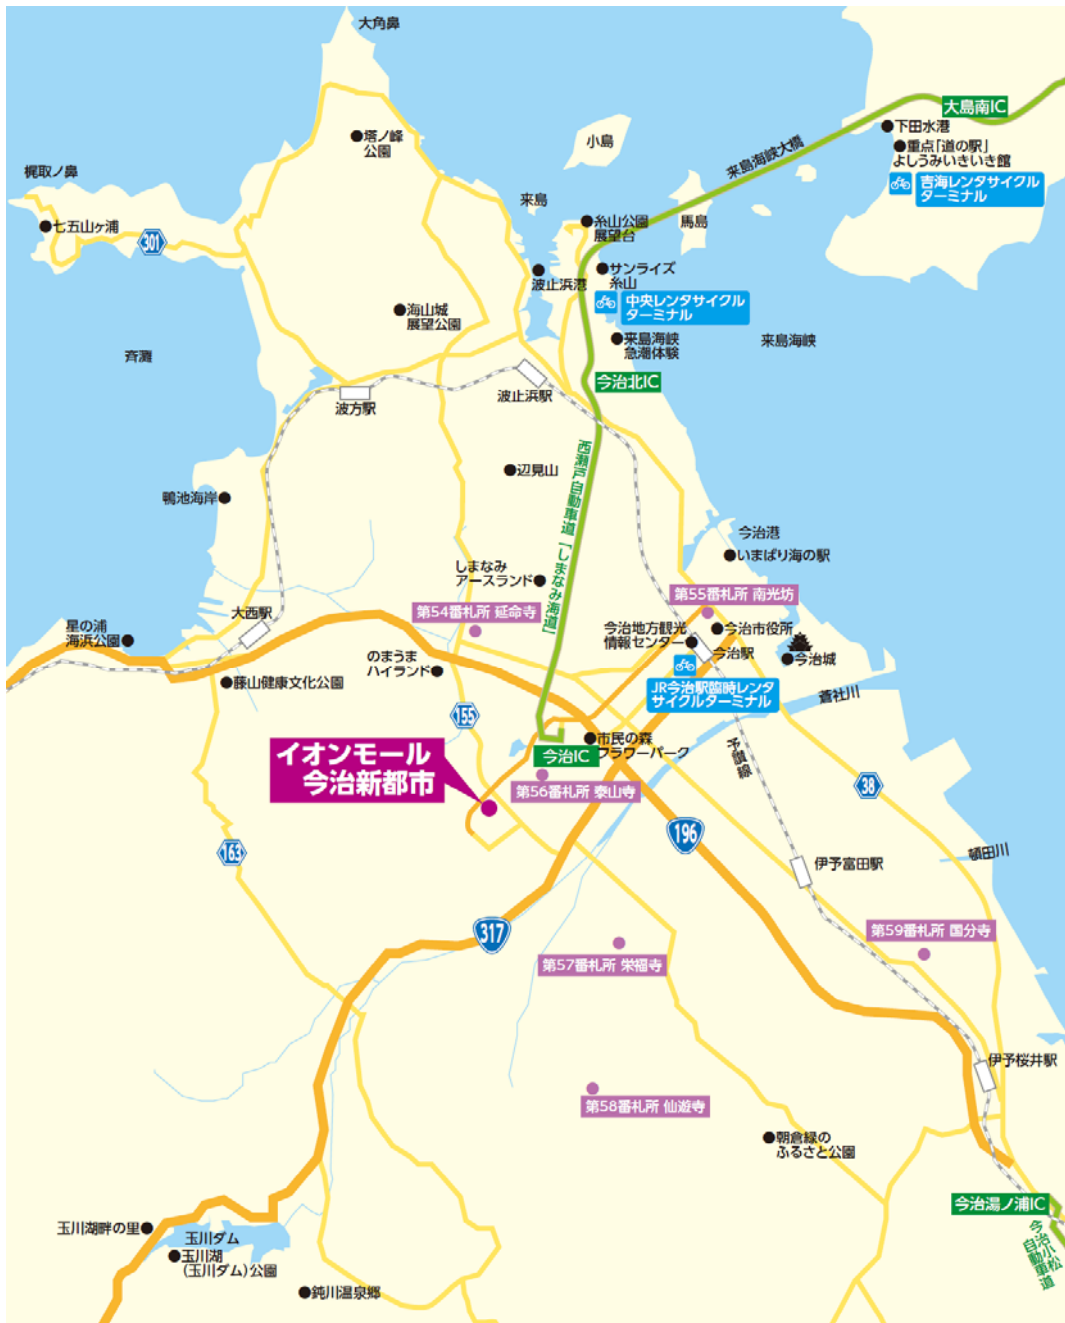 大角鼻
大島南IC
下田水港
重点「道の駅」
よしうみいきいき館
吉海レンタサイクル
ターミナル
塔ノ峰
公園
小島
来島海峡大橋
梶取ノ鼻
七五山ヶ浦
301
来島
糸山公園
展望台
馬島
波止浜港
サンライズ
糸山
中央レンタサイクル
ターミナル
海山城
展望公園
来島海峡
急潮体験
来島海峡
斉灘
今治北IC
波方駅
波止浜駅
西瀬戸自動車道「しまなみ海道」
辺見山
鴨池海岸
今治港
いまばり海の駅
しまなみ
アースランド
第55番札所 南光坊
第54番札所 延命寺
大西駅
星の浦
海浜公園
今治地方観光
情報センター
今治市役所
今治駅
今治城
のまうま
ハイランド
藤山健康文化公園
JR今治駅臨時レンタ
サイクルターミナル
蒼社川
155
市民の森
フラワーパーク
今治IC
予讃線
イオンモール
今治新都市
第56番札所 泰山寺
38
196
163
頓田川
伊予富田駅
317
第59番札所 国分寺
第57番札所 栄福寺
伊予桜井駅
第58番札所 仙遊寺
朝倉緑の
ふるさと公園
今治湯ノ浦IC
今治小松
自動車道
玉川湖畔の里
玉川ダム
玉川湖
(玉川ダム)公園
鈍川温泉郷